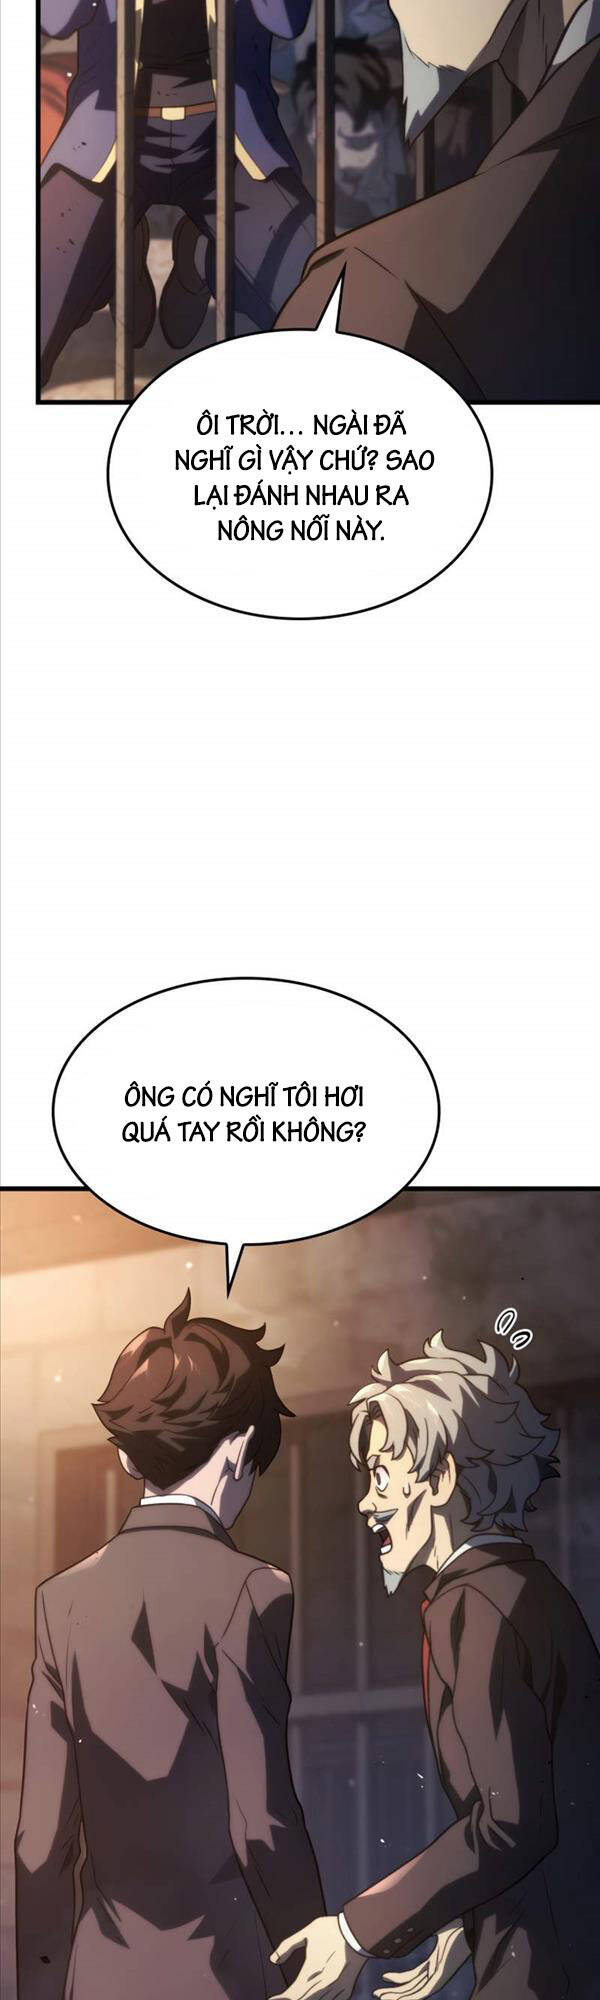 ÔI TRỜI... NGÀI ĐÃ
NGHĨ GÌ VẬY CHỨ? SAO
LẠI ĐÁNH NHAU RA
NÔNG NỖI NÀY.
ÔNG CÓ NGHĨ TÔI HƠI
QUÁ TAY RỒI KHÔNG?